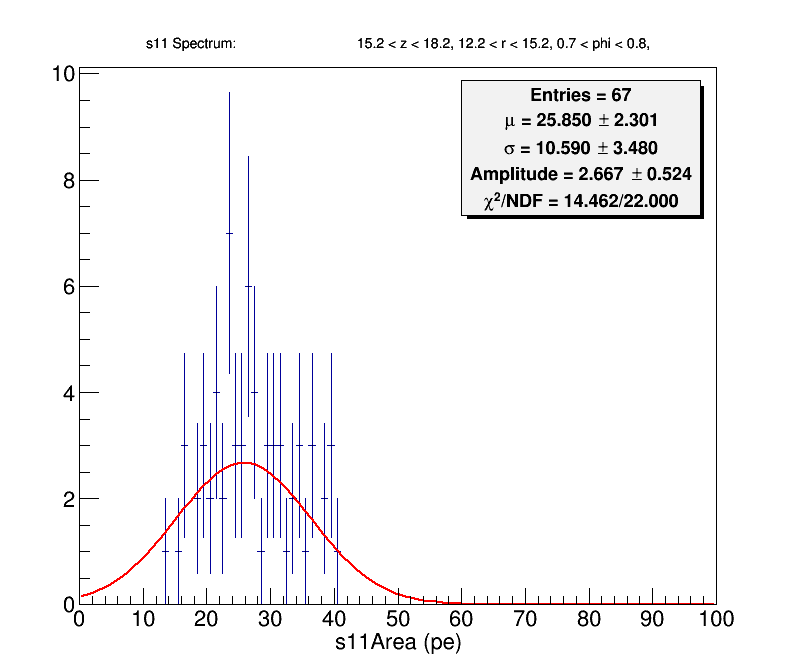 s11 Spectrum: 15.2 < z < 18.2, 12.2 < r < 15.2, 0.7 < phi < 0.8,
Entries = 67
μ = 25.850 ± 2.301
σ = 10.590 ± 3.480
Amplitude = 2.667 ± 0.524
χ²/NDF = 14.462/22.000
10
8
6
4
2
0
0 10 20 30 40 50 60 70 80 90 100
s11Area (pe)